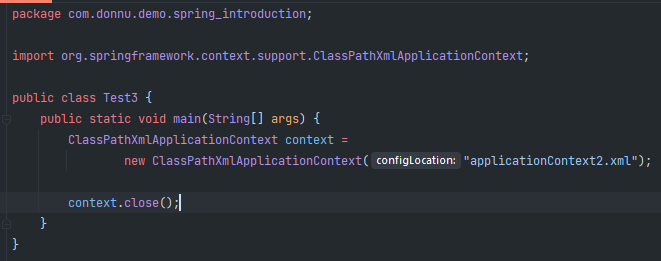 package com.donnu.demo.spring_introduction;
import org.springframework.context.support.ClassPathXmlApplicationContext;
public class Test3 {
public static void main(String[] args) {
ClassPathXmlApplicationContext context =
new ClassPathXmlApplicationContext( configLocation: "applicationContext2.xml");
context.close();
}
}